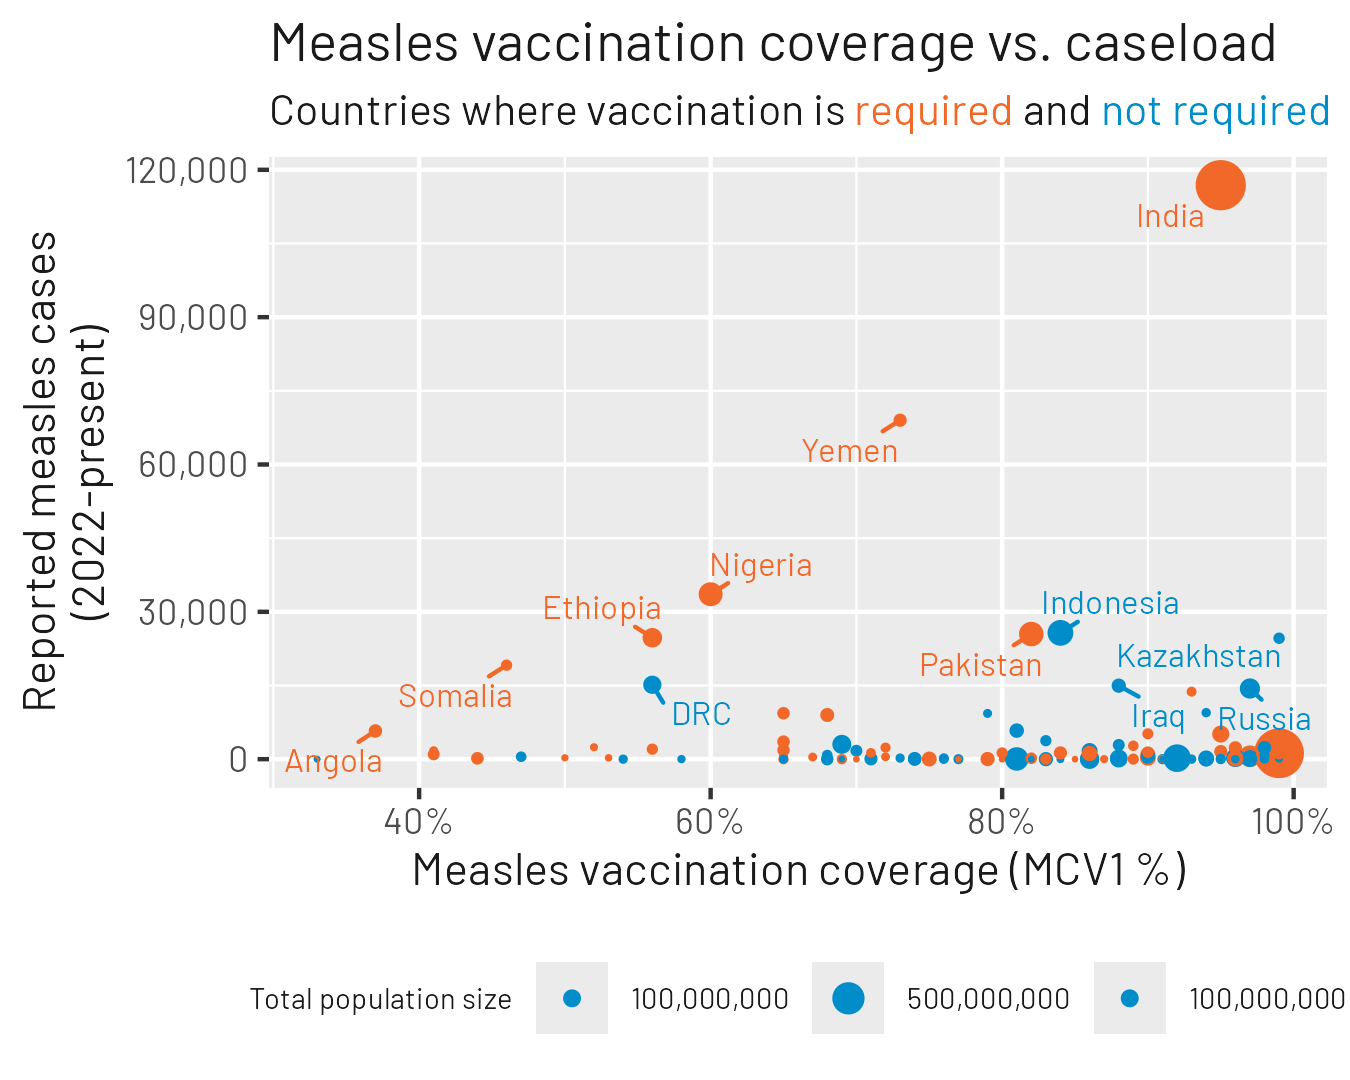 Measles vaccination coverage vs. caseload
Countries where vaccination is required and not required
Reported measles cases
(2022-present)
120,000
90,000
60,000
30,000
0
India
Yemen
Nigeria
Ethiopia
Indonesia
Pakistan
Kazakhstan
Somalia
DRC
Iraq
Russia
Angola
40%
60%
80%
100%
Measles vaccination coverage (MCV1 %)
Total population size
100,000,000
500,000,000
100,000,000